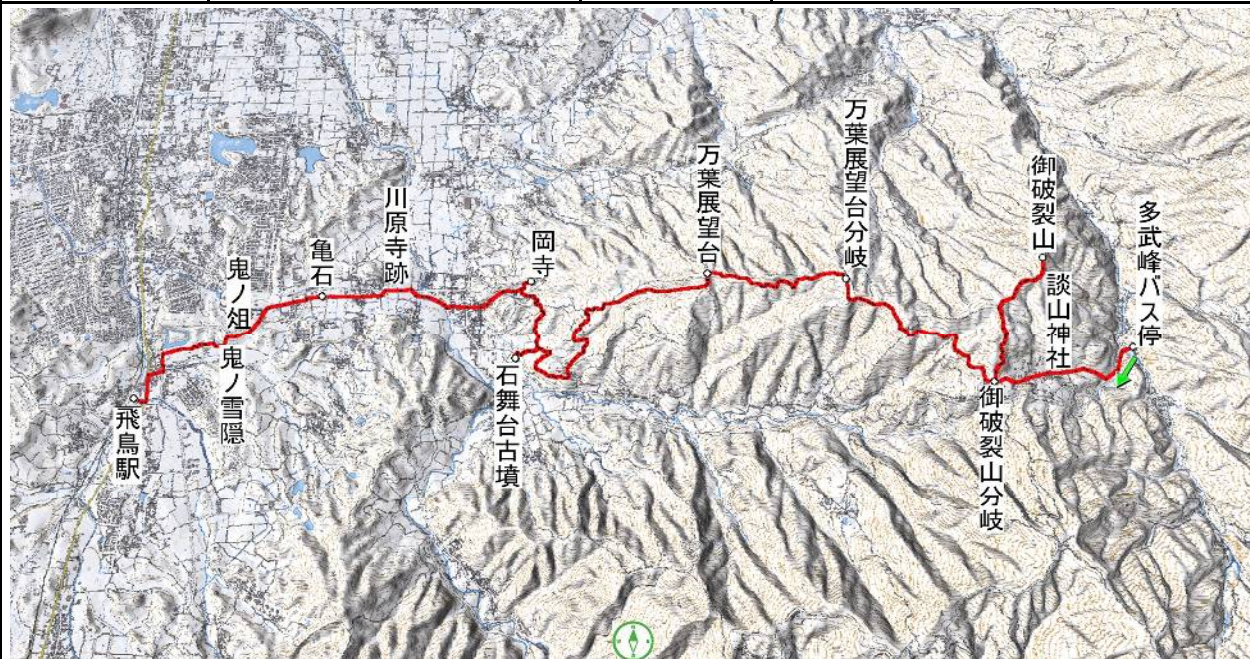 飛鳥駅
鬼ノ雪隠
鬼ノ俎
亀石
川原寺跡
岡寺
石舞台古墳
万葉展望台
万葉展望台分岐
御破裂山
御破裂山分岐
談山神社
多武峰バス停